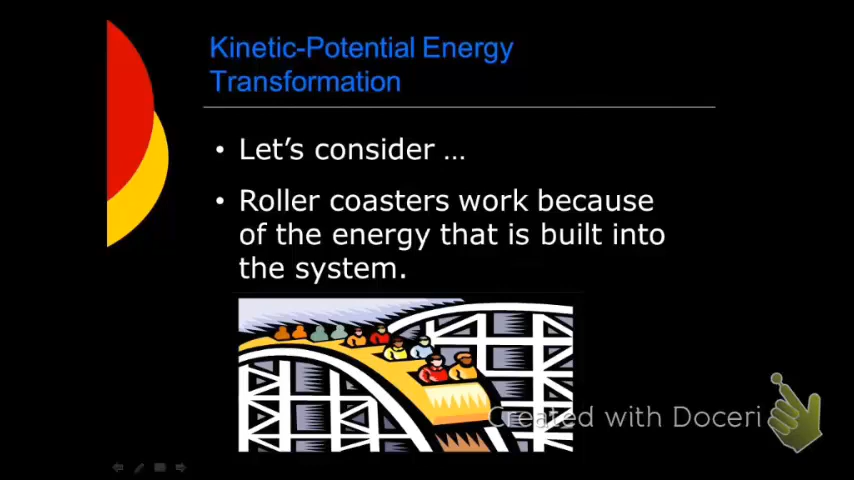 Kinetic-Potential Energy
Transformation
• Let’s consider …
• Roller coasters work because
of the energy that is built into
the system.
Created with Doceri